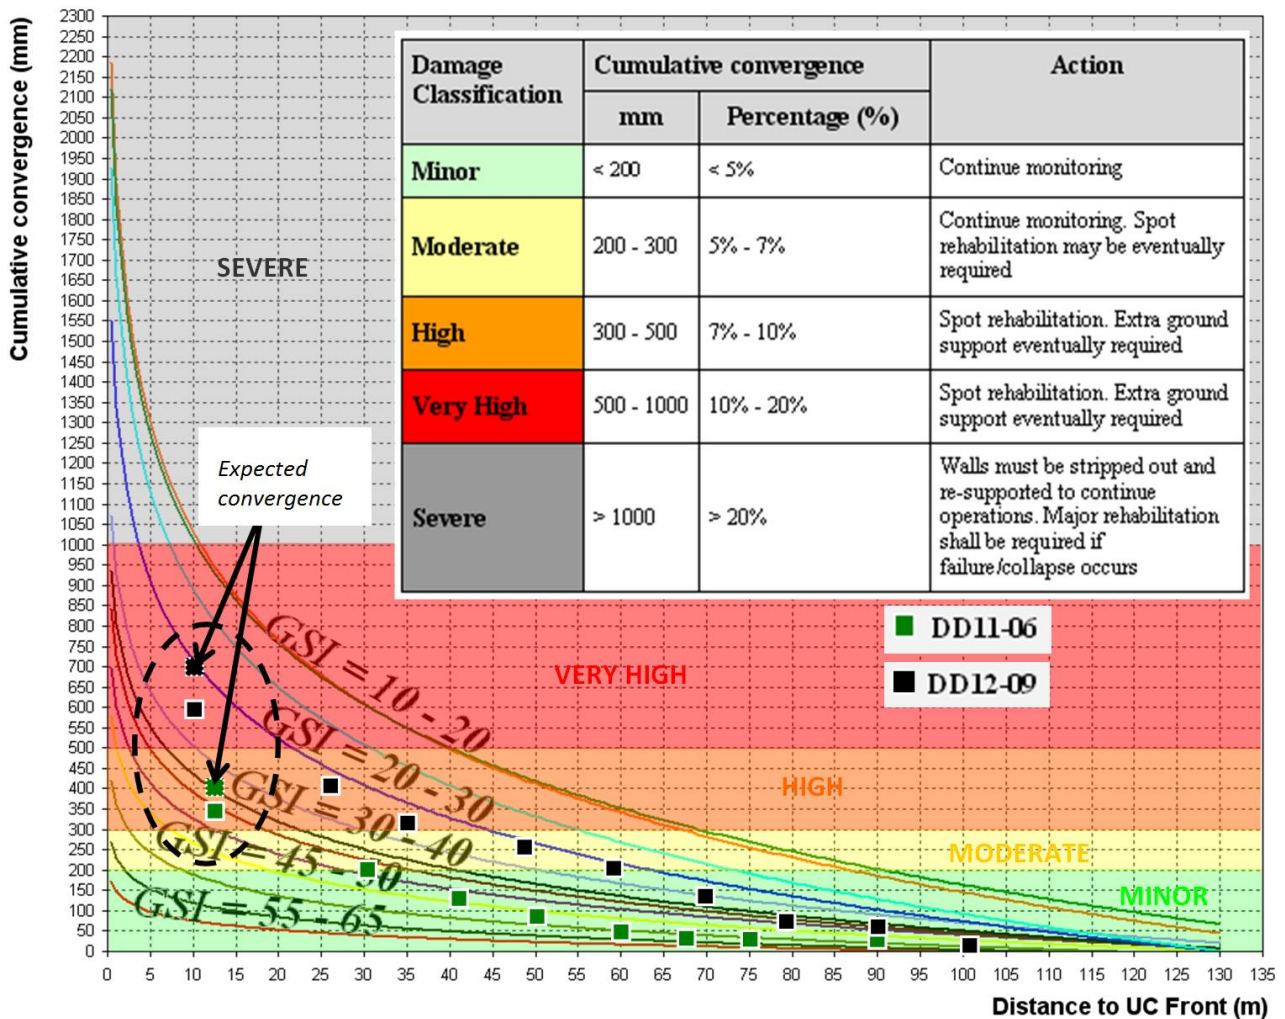 Cumulative convergence (mm)
2300
2250
2200
2150
2100
2050
2000
1950
1900
1850
1800
1750
1700
1650
1600
1550
1500
1450
1400
1350
1300
1250
1200
1150
1100
1050
1000
950
900
850
800
750
700
650
600
550
500
450
400
350
300
250
200
150
100
50
0
Damage
Classification
Cumulative convergence
mm
Percentage (%)
Action
Minor
< 200
< 5%
Continue monitoring
Moderate
200 - 300
5% - 7%
Continue monitoring. Spot
rehabilitation may be eventually
required
High
300 - 500
7% - 10%
Spot rehabilitation. Extra ground
support eventually required
Very High
500 - 1000
10% - 20%
Spot rehabilitation. Extra ground
support eventually required
Severe
> 1000
> 20%
Walls must be stripped out and
re-supported to continue
operations. Major rehabilitation
shall be required if
failure/collapse occurs
SEVERE
Expected
convergence
DD11-06
DD12-09
VERY HIGH
HIGH
MODERATE
MINOR
GSI = 10 - 20
GSI = 20 - 30
GSI = 30 - 40
GSI = 45 - 50
GSI = 55 - 65
0 5 10 15 20 25 30 35 40 45 50 55 60 65 70 75 80 85 90 95 100 105 110 115 120 125 130 135
Distance to UC Front (m)